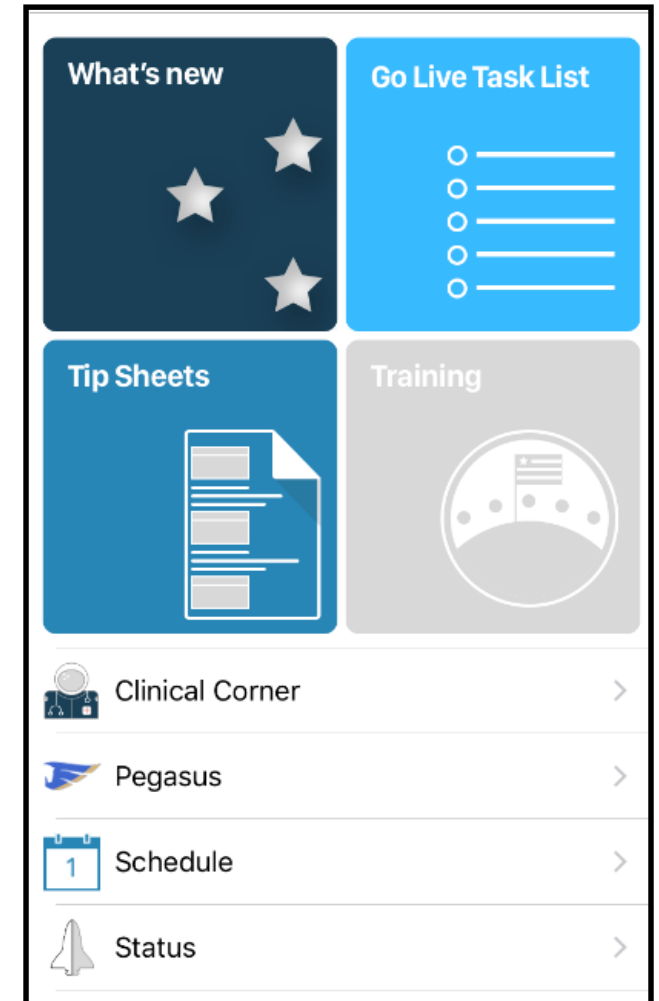 What's new
Go Live Task List
Tip Sheets
Training
Clinical Corner
Pegasus
1
Schedule
Status